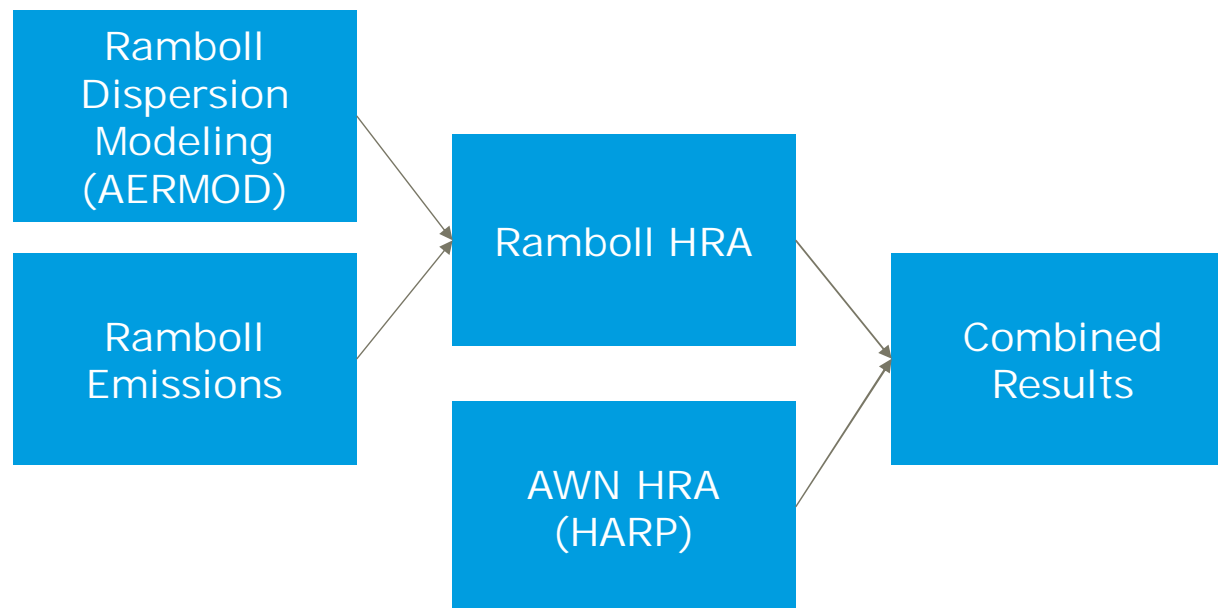 Ramboll
Dispersion
Modeling
(AERMOD)
Ramboll
Emissions
Ramboll HRA
AWN HRA
(HARP)
Combined
Results